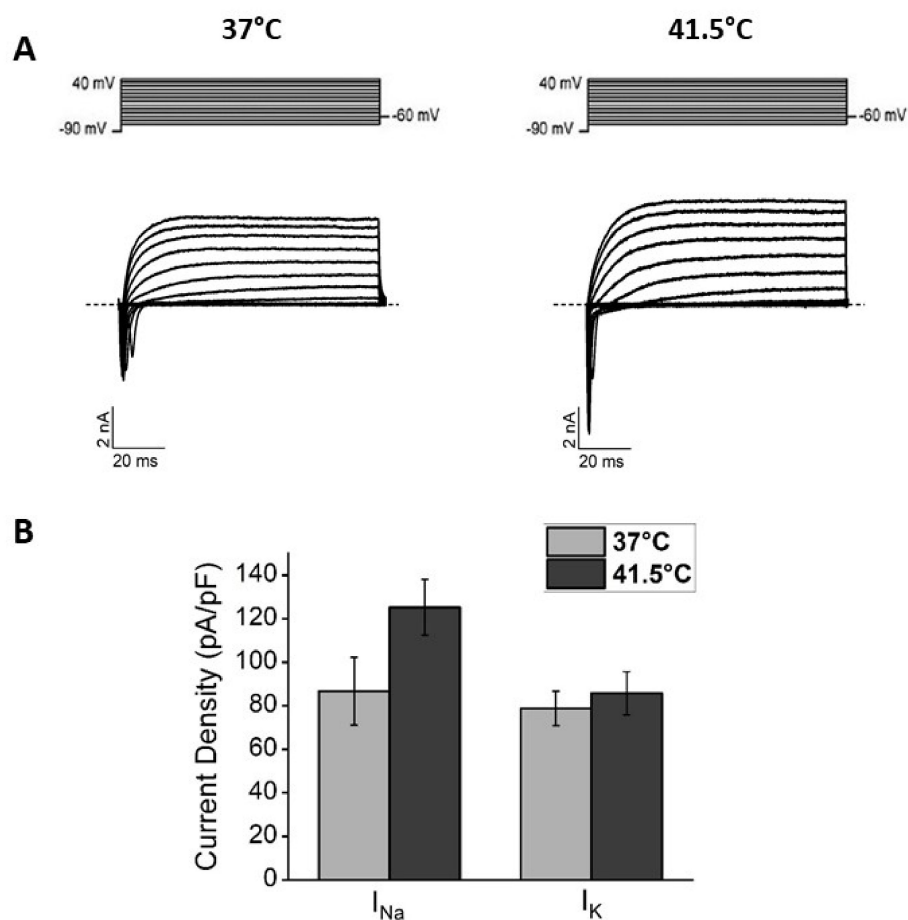 37°C 41.5°C
A
40 mV -60 mV 40 mV -60 mV
-90 mV -90 mV
2 nA 2 nA
20 ms 20 ms
B
37°C
41.5°C
Current Density (pA/pF)
140
120
100
80
60
40
20
0
INa IK